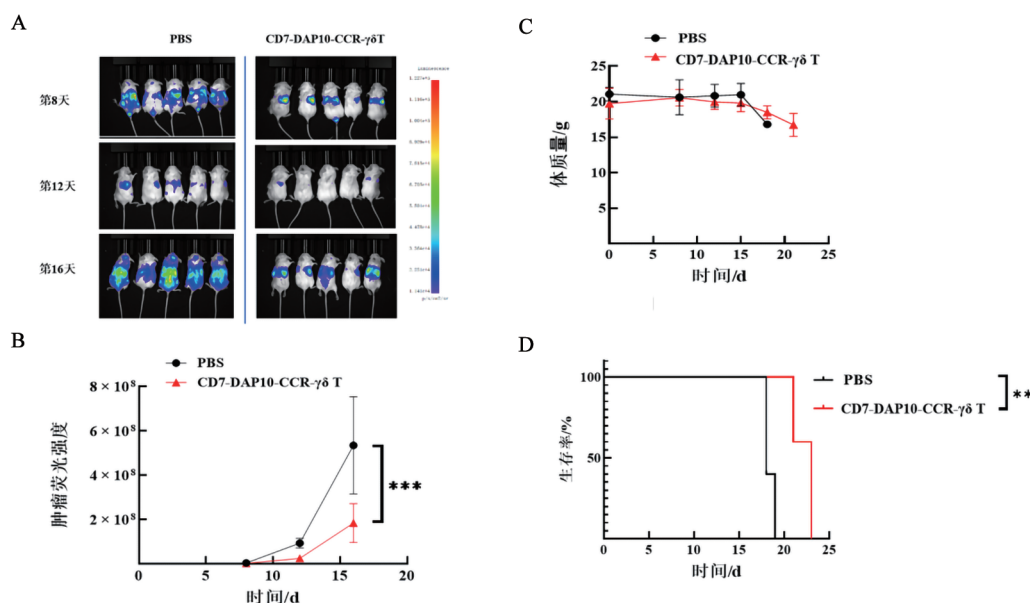 A
PBS
CD7-DAP10-CCR-γδT
第8天
第12天
第16天
B
PBS
CD7-DAP10-CCR-γδ T
8 × 10⁸
6 × 10⁸
4 × 10⁸
2 × 10⁸
肿瘤荧光强度
***
0 5 10 15 20
时间/d
C
PBS
CD7-DAP10-CCR-γδ T
25
20
15
10
5
体质量/g
0 5 10 15 20 25
时间/d
D
PBS
CD7-DAP10-CCR-γδ T
**
100
50
生存率/%
0 5 10 15 20 25
时间/d